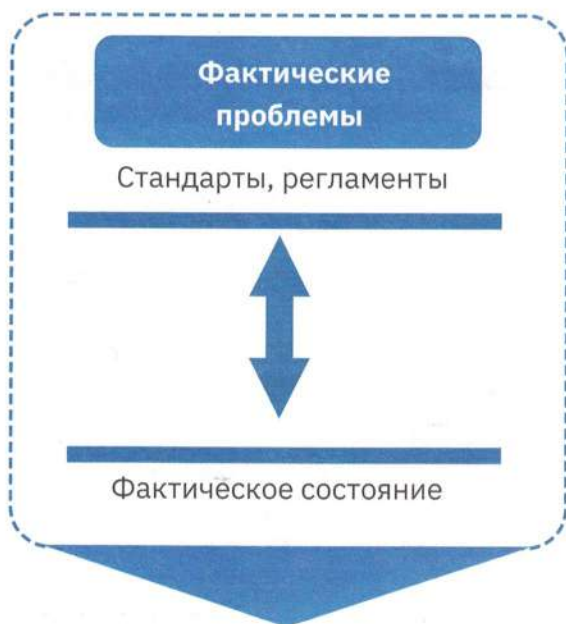 Фактические
проблемы
Стандарты, регламенты
Фактическое состояние